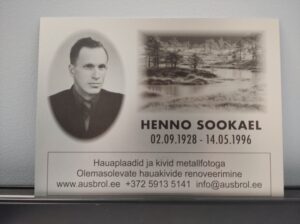 HENNO SOOKAEL
02.09.1928 - 14.05.1996
Hauaplaadid ja kivid metallfotoga
Olemasolevate hauakivide renoveerimine
www.ausbrol.ee +372 5913 5141 info@ausbrol.ee